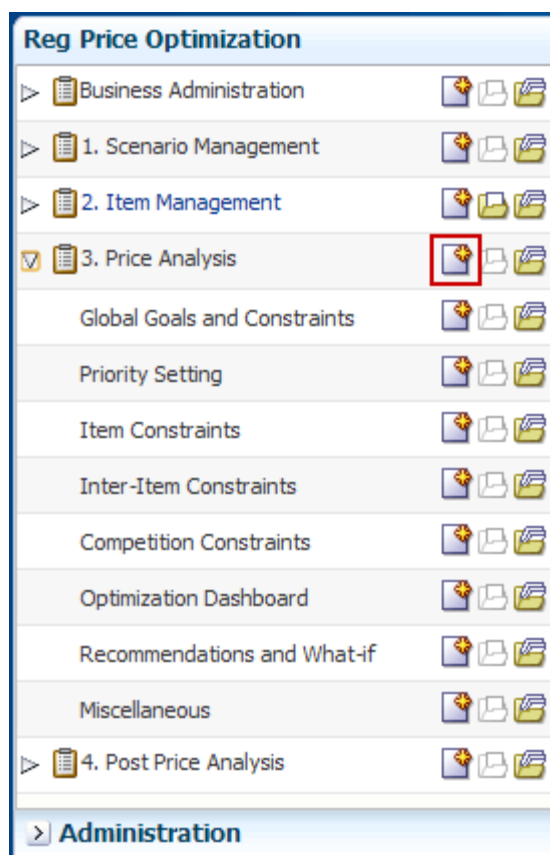 Reg Price Optimization
Business Administration
1. Scenario Management
2. Item Management
3. Price Analysis
Global Goals and Constraints
Priority Setting
Item Constraints
Inter-Item Constraints
Competition Constraints
Optimization Dashboard
Recommendations and What-if
Miscellaneous
4. Post Price Analysis
Administration